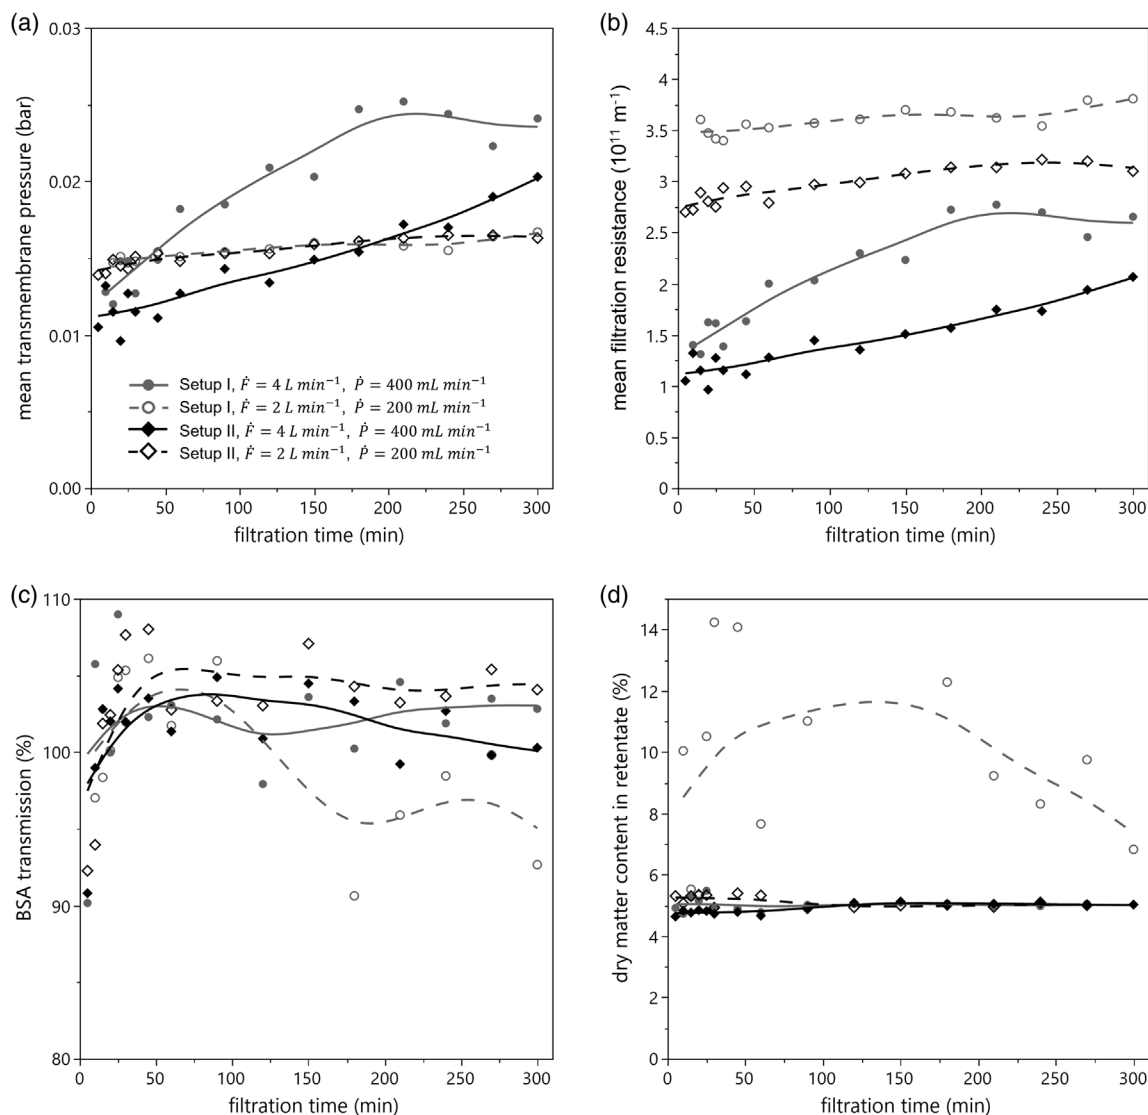 (a)
mean transmembrane pressure (bar)
0.03
0.02
0.01
0.00
Setup I, Ḟ = 4 L min⁻¹, Ṗ = 400 mL min⁻¹
Setup I, Ḟ = 2 L min⁻¹, Ṗ = 200 mL min⁻¹
Setup II, Ḟ = 4 L min⁻¹, Ṗ = 400 mL min⁻¹
Setup II, Ḟ = 2 L min⁻¹, Ṗ = 200 mL min⁻¹
0 50 100 150 200 250 300
filtration time (min)
(b)
mean filtration resistance (10¹¹ m⁻¹)
4.5
4
3.5
3
2.5
2
1.5
1
0.5
0
0 50 100 150 200 250 300
filtration time (min)
(c)
BSA transmission (%)
110
100
90
80
0 50 100 150 200 250 300
filtration time (min)
(d)
dry matter content in retentate (%)
14
12
10
8
6
4
2
0
0 50 100 150 200 250 300
filtration time (min)